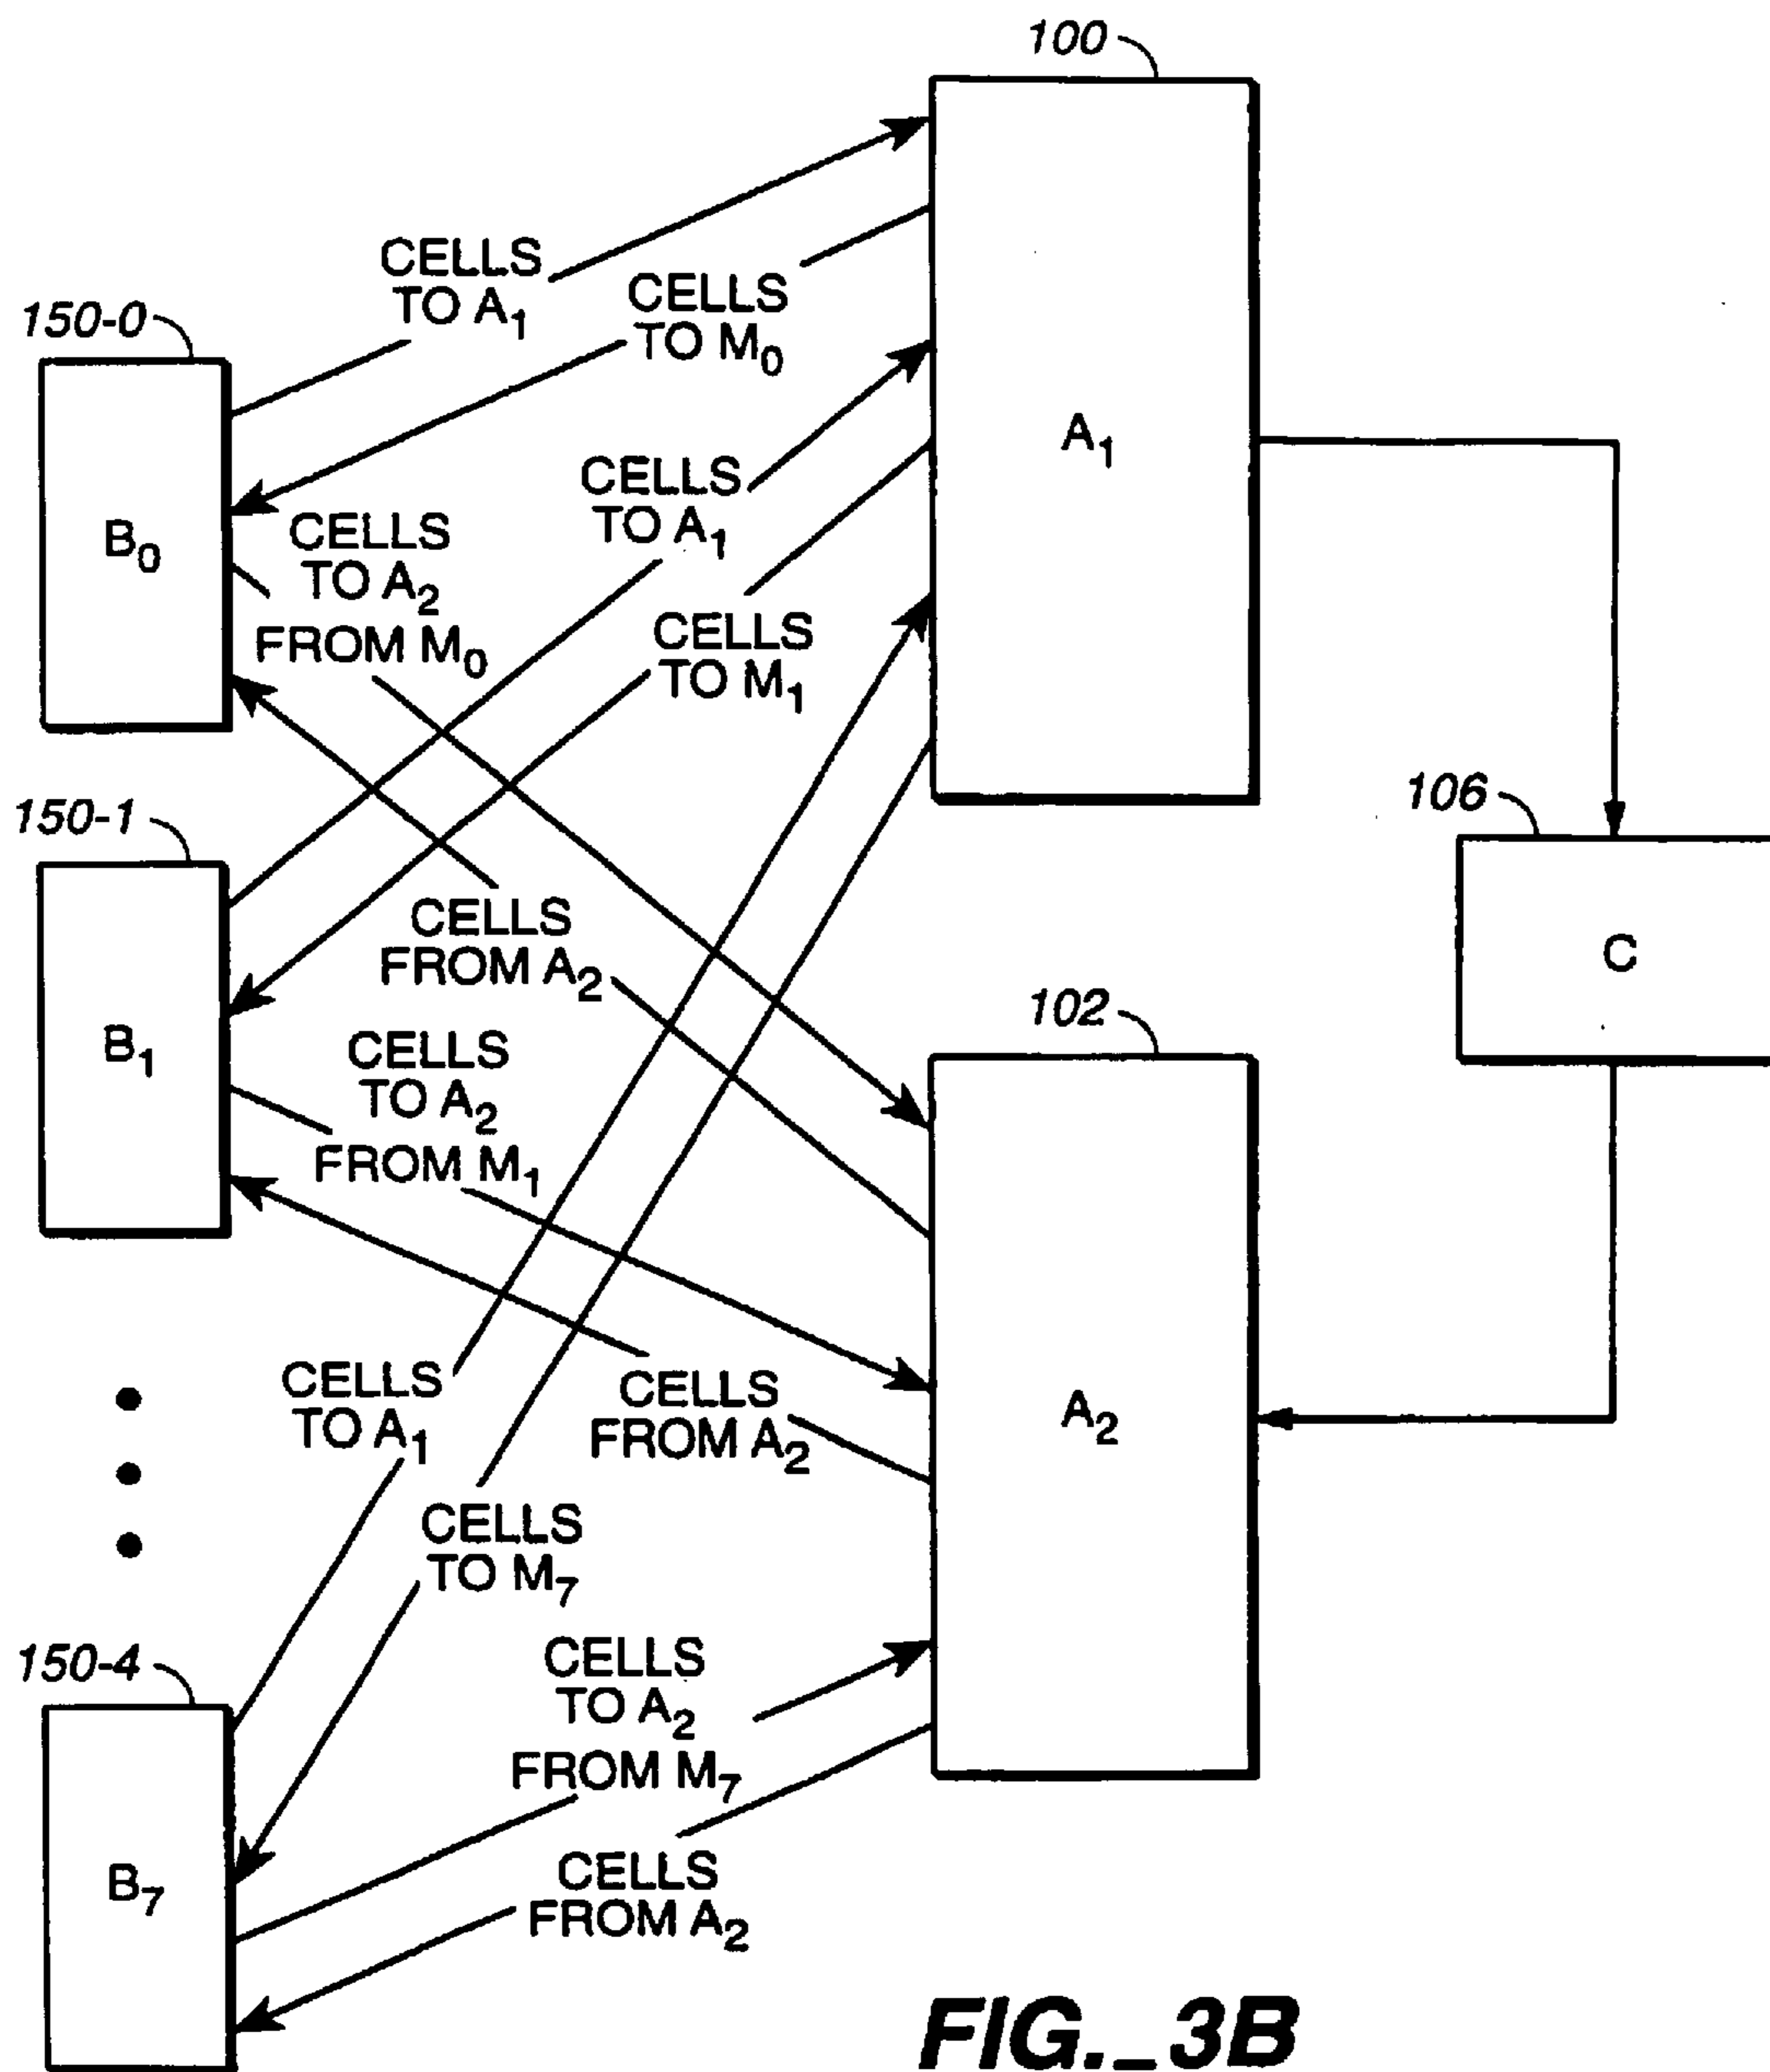 100
CELLS
TO A₁
CELLS
TO M₀
150-0
A₁
CELLS
TO A₁
B₀
CELLS
TO A₂
FROM M₀
CELLS
TO M₁
150-1
106
CELLS
FROM A₂
C
102
B₁
CELLS
TO A₂
FROM M₁
CELLS
TO A₁
CELLS
FROM A₂
A₂
CELLS
TO M₇
150-4
CELLS
TO A₂
FROM M₇
B₇
CELLS
FROM A₂
FIG._3B